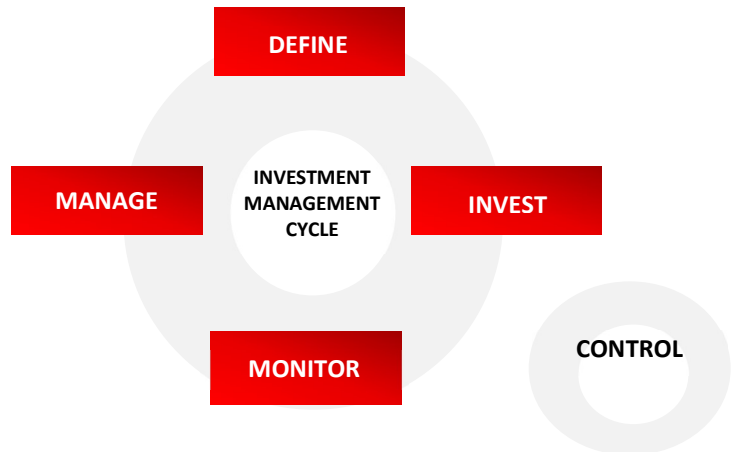 DEFINE
MANAGE
INVESTMENT
MANAGEMENT
CYCLE
INVEST
MONITOR
CONTROL